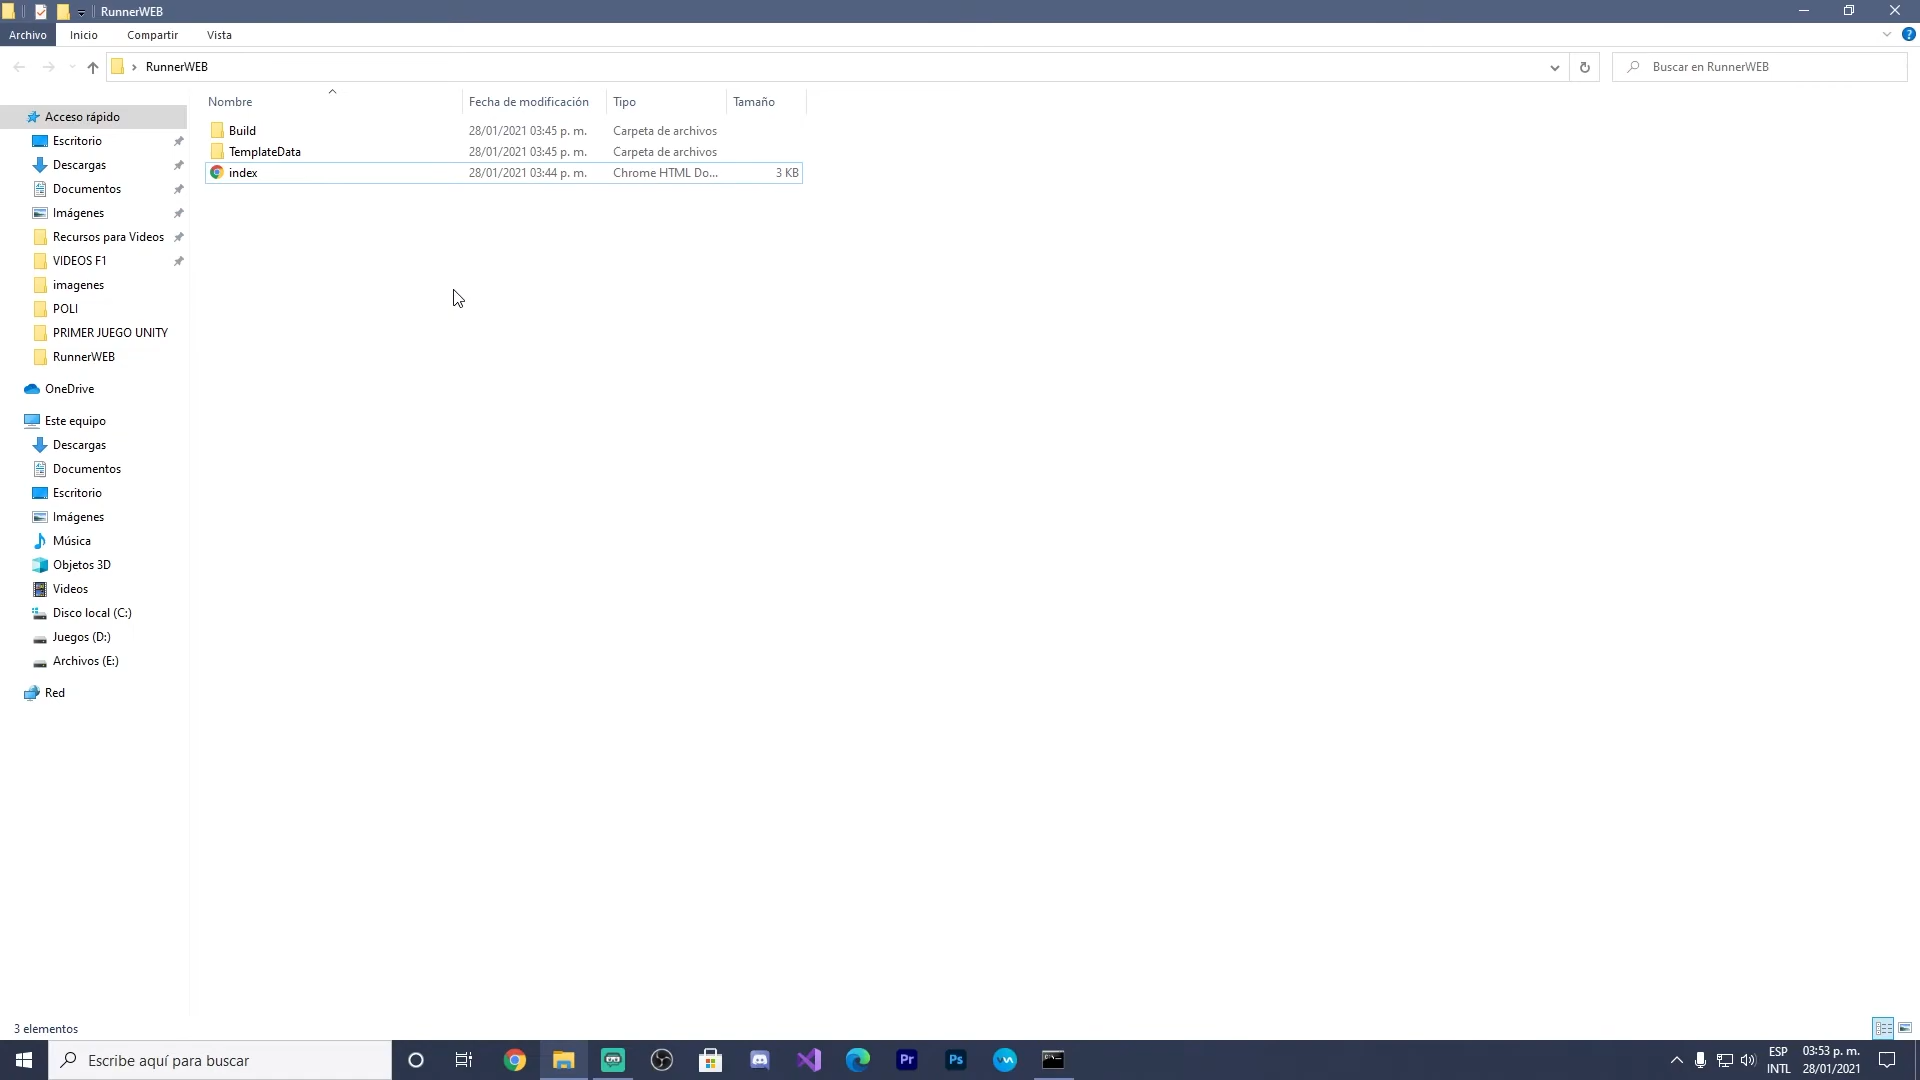 RunnerWEB
Archivo Inicio Compartir Vista
RunnerWEB
Buscar en RunnerWEB
Nombre Fecha de modificación Tipo Tamaño
Build 28/01/2021 03:45 p. m. Carpeta de archivos
TemplateData 28/01/2021 03:45 p. m. Carpeta de archivos
index 28/01/2021 03:44 p. m. Chrome HTML Do... 3 KB
Acceso rápido
Escritorio
Descargas
Documentos
Imágenes
Recursos para Videos
VIDEOS F1
imagenes
POLI
PRIMER JUEGO UNITY
RunnerWEB
OneDrive
Este equipo
Descargas
Documentos
Escritorio
Imágenes
Música
Objetos 3D
Videos
Disco local (C:)
Juegos (D:)
Archivos (E:)
Red
3 elementos
Escribe aquí para buscar
Pr
Ps
ESP
INTL
03:53 p. m.
28/01/2021